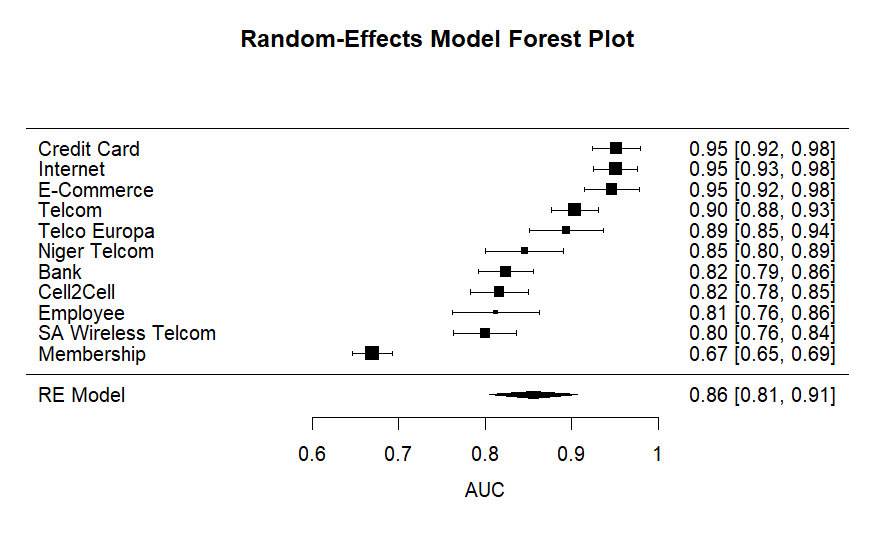 Random-Effects Model Forest Plot
Credit Card 0.95 [0.92, 0.98]
Internet 0.95 [0.93, 0.98]
E-Commerce 0.95 [0.92, 0.98]
Telcom 0.90 [0.88, 0.93]
Telco Europa 0.89 [0.85, 0.94]
Niger Telcom 0.85 [0.80, 0.89]
Bank 0.82 [0.79, 0.86]
Cell2Cell 0.82 [0.78, 0.85]
Employee 0.81 [0.76, 0.86]
SA Wireless Telcom 0.80 [0.76, 0.84]
Membership 0.67 [0.65, 0.69]
RE Model 0.86 [0.81, 0.91]
0.6 0.7 0.8 0.9 1
AUC